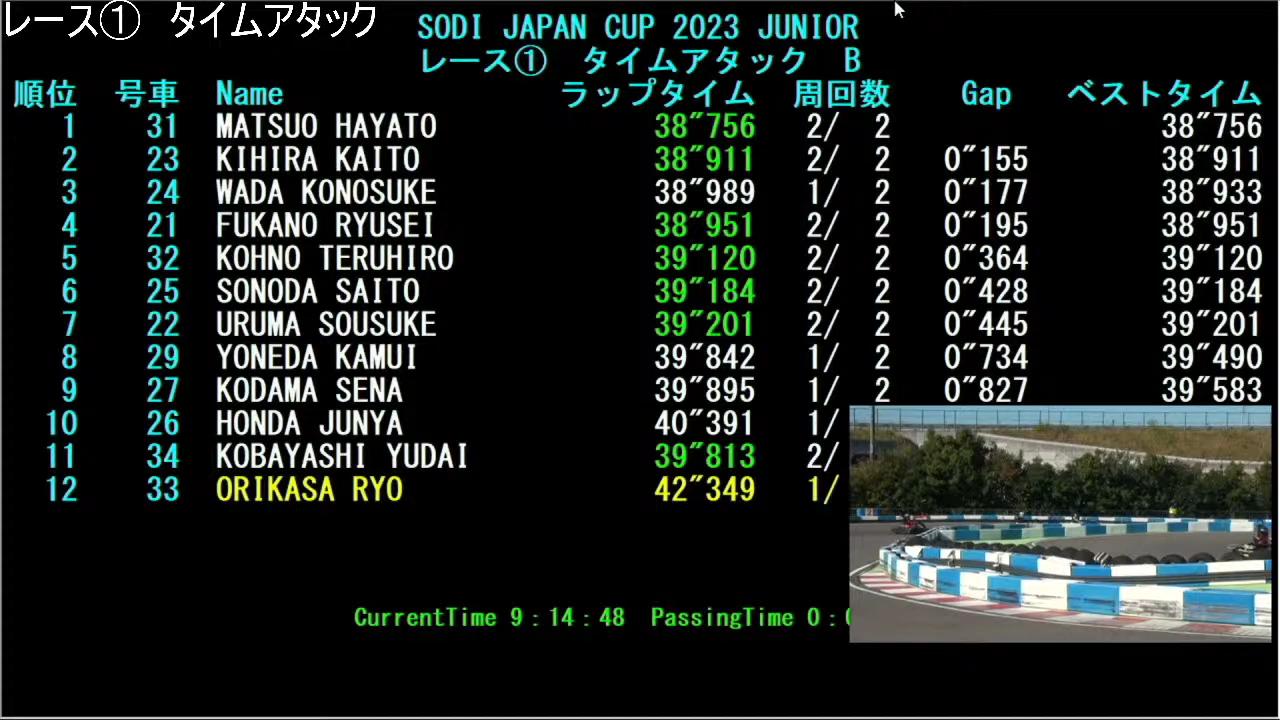 レース① タイムアタック
SODI JAPAN CUP 2023 JUNIOR
レース① タイムアタック B
順位 号車 Name ラップタイム 周回数 Gap ベストタイム
1 31 MATSUO HAYATO 38"756 2/ 2 38"756
2 23 KIHIRA KAITO 38"911 2/ 2 0"155 38"911
3 24 WADA KONOSUKE 38"989 1/ 2 0"177 38"933
4 21 FUKANO RYUSEI 38"951 2/ 2 0"195 38"951
5 32 KOHNO TERUHIRO 39"120 2/ 2 0"364 39"120
6 25 SONODA SAITO 39"184 2/ 2 0"428 39"184
7 22 URUMA SOUSUKE 39"201 2/ 2 0"445 39"201
8 29 YONEDA KAMUI 39"842 1/ 2 0"734 39"490
9 27 KODAMA SENA 39"895 1/ 2 0"827 39"583
10 26 HONDA JUNYA 40"391 1/
11 34 KOBAYASHI YUDAI 39"813 2/
12 33 ORIKASA RYO 42"349 1/
CurrentTime 9:14:48 PassingTime 0: